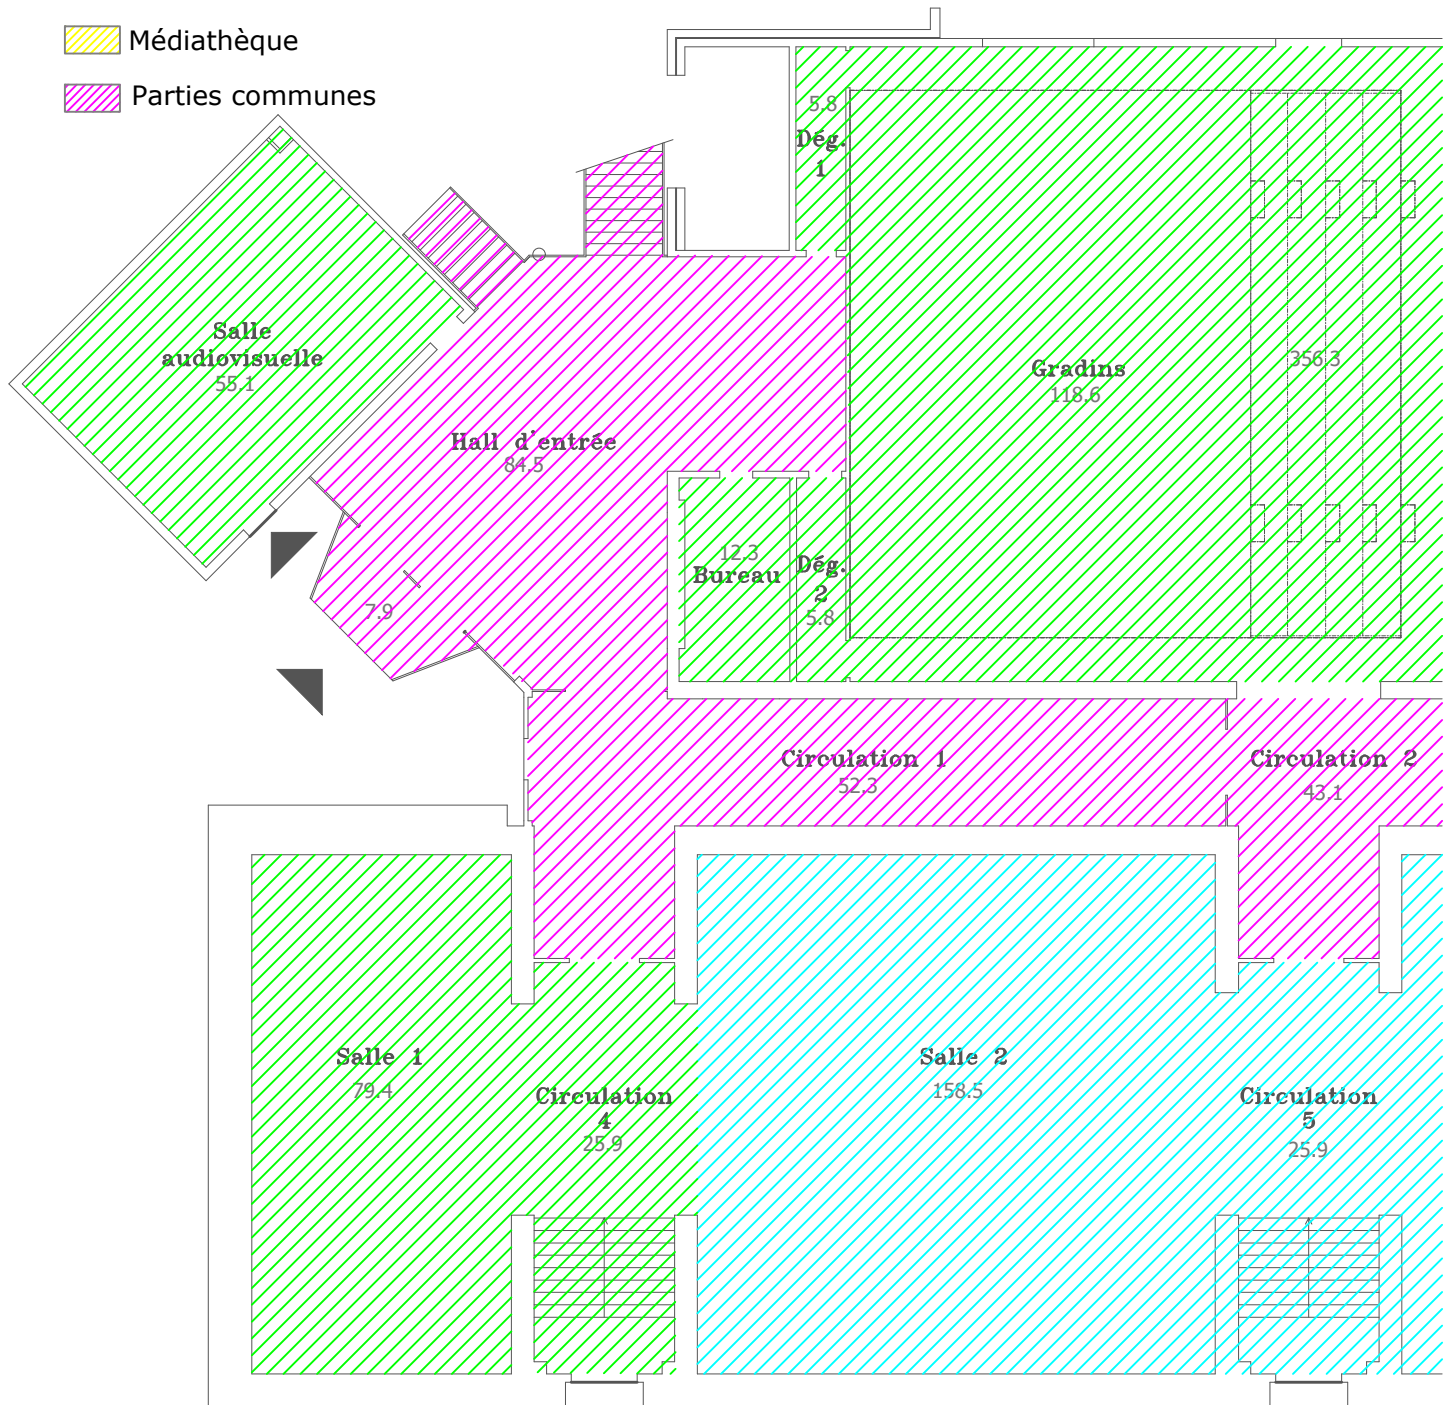 Médiathèque
Parties communes
5.8
Dég.
1
Salle
audiovisuelle
55.1
Gradins
118.6
356.3
Hall d'entrée
84.5
12.3
Bureau
Dég.
2
5.8
7.9
Circulation 1
52.3
Circulation 2
43.1
Salle 1
79.4
Circulation
4
25.9
Salle 2
158.5
Circulation
5
25.9